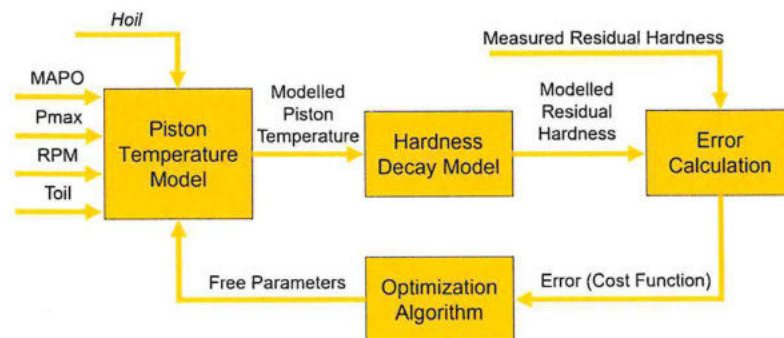 Hoil
Measured Residual Hardness
MAPO
Pmax
RPM
Toil
Piston
Temperature
Model
Modelled
Piston
Temperature
Hardness
Decay Model
Modelled
Residual
Hardness
Error
Calculation
Free Parameters
Optimization
Algorithm
Error (Cost Function)